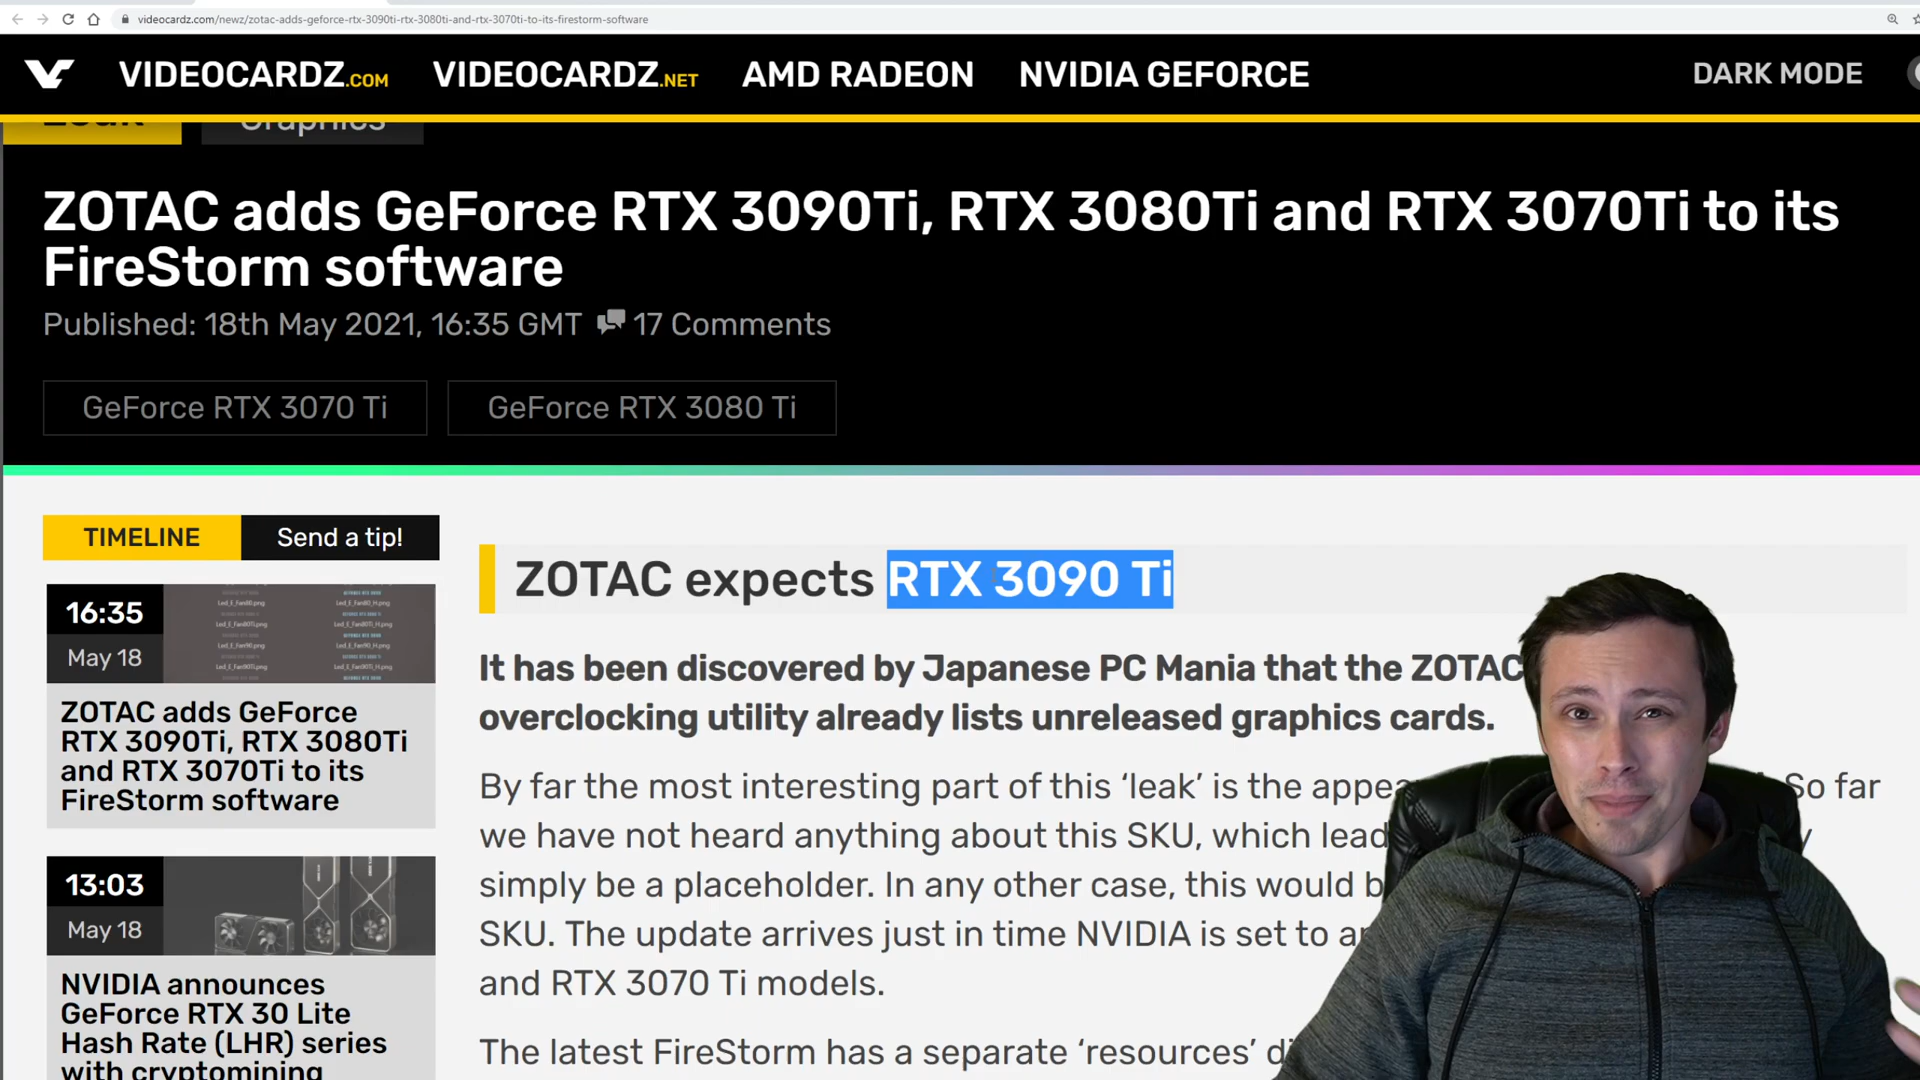 videocardz.com/newz/zotac-adds-geforce-rtx-3090ti-rtx-3080ti-and-rtx-3070ti-to-its-firestorm-software
VIDEOCARDZ.COM VIDEOCARDZ.NET AMD RADEON NVIDIA GEFORCE DARK MODE
Leak Graphics
ZOTAC adds GeForce RTX 3090Ti, RTX 3080Ti and RTX 3070Ti to its
FireStorm software
Published: 18th May 2021, 16:35 GMT 17 Comments
GeForce RTX 3070 Ti GeForce RTX 3080 Ti
TIMELINE Send a tip!
16:35
May 18
ZOTAC adds GeForce
RTX 3090Ti, RTX 3080Ti
and RTX 3070Ti to its
FireStorm software
13:03
May 18
NVIDIA announces
GeForce RTX 30 Lite
Hash Rate (LHR) series
with cryptomining
ZOTAC expects RTX 3090 Ti
It has been discovered by Japanese PC Mania that the ZOTAC
overclocking utility already lists unreleased graphics cards.
By far the most interesting part of this ‘leak’ is the So far
we have not heard anything about this SKU, which
simply be a placeholder. In any other case, this would
SKU. The update arrives just in time NVIDIA is set to
and RTX 3070 Ti models.
The latest FireStorm has a separate ‘resources’